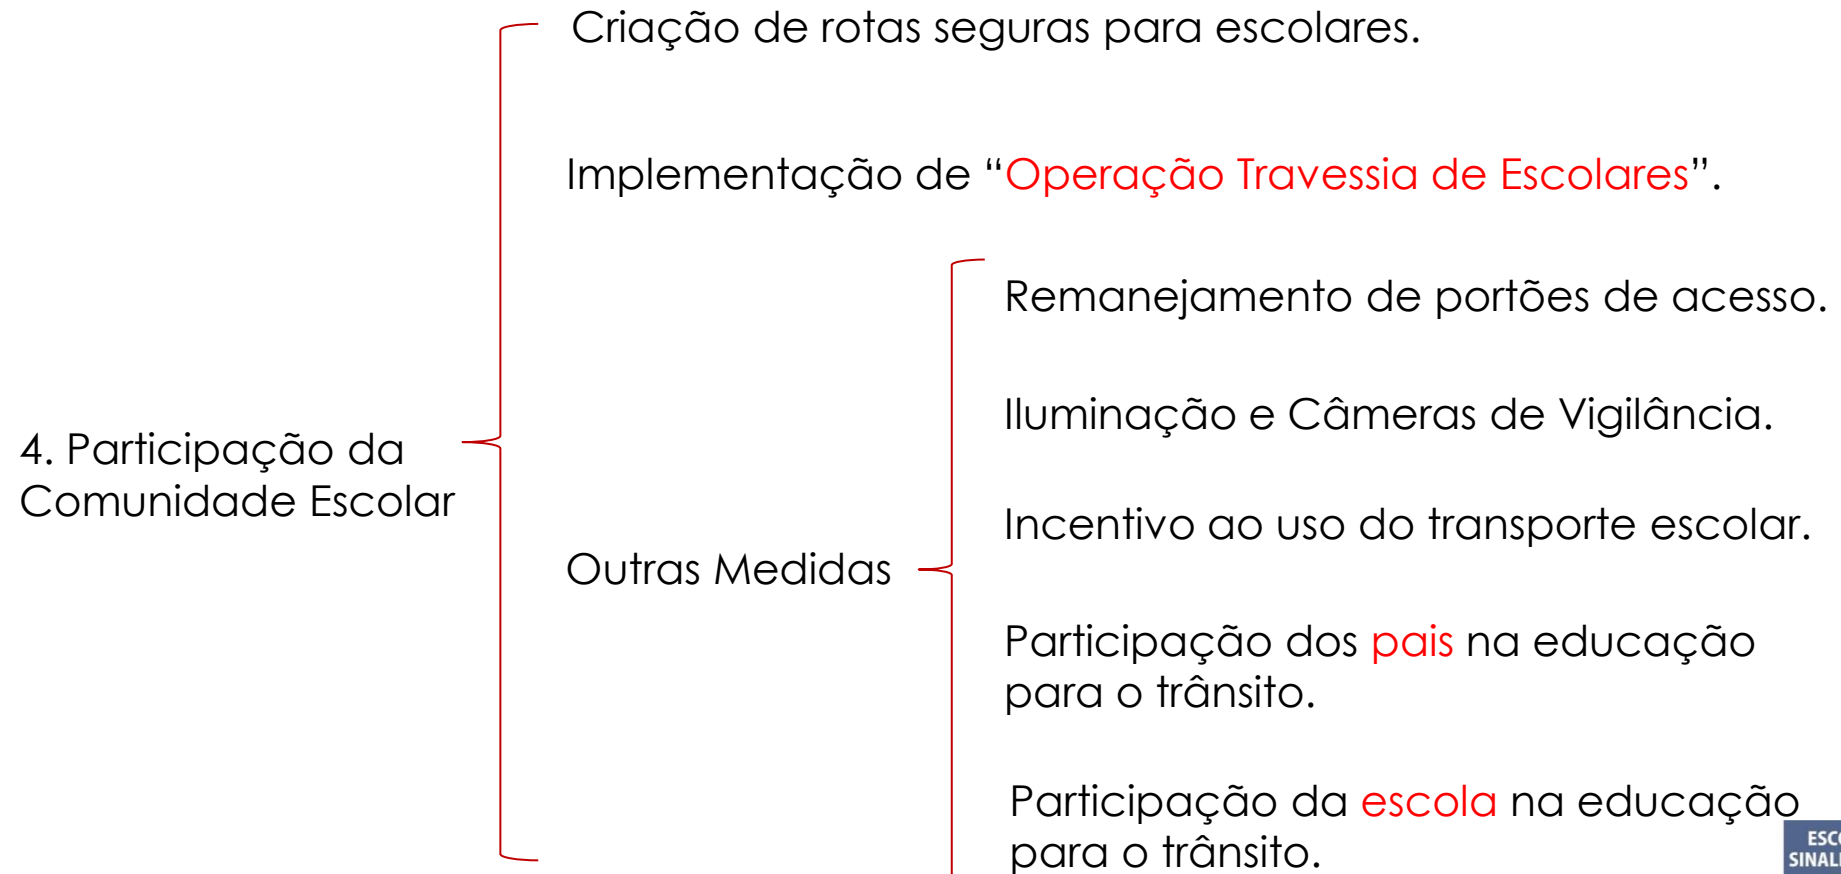 Criação de rotas seguras para escolares.
Implementação de “Operação Travessia de Escolares”.
4. Participação da
Comunidade Escolar
Outras Medidas
Remanejamento de portões de acesso.
Iluminação e Câmeras de Vigilância.
Incentivo ao uso do transporte escolar.
Participação dos pais na educação
para o trânsito.
Participação da escola na educação
para o trânsito.